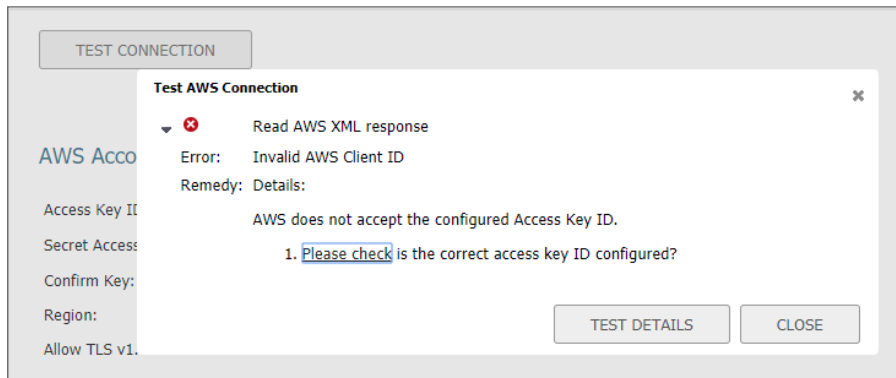 TEST CONNECTION
Test AWS Connection
Read AWS XML response
AWS Acco
Error: Invalid AWS Client ID
Remedy: Details:
Access Key ID
AWS does not accept the configured Access Key ID.
Secret Access
1. Please check is the correct access key ID configured?
Confirm Key:
Region:
TEST DETAILS CLOSE
Allow TLS v1.